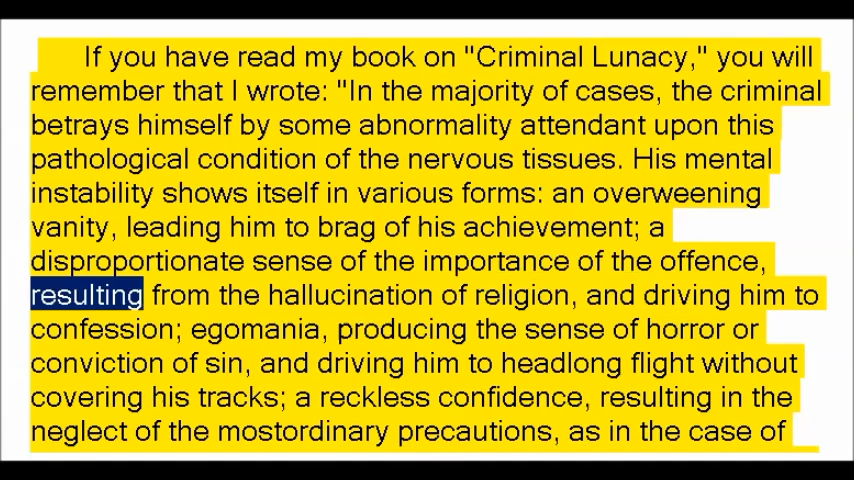 If you have read my book on "Criminal Lunacy," you will
remember that I wrote: "In the majority of cases, the criminal
betrays himself by some abnormality attendant upon this
pathological condition of the nervous tissues. His mental
instability shows itself in various forms: an overweening
vanity, leading him to brag of his achievement; a
disproportionate sense of the importance of the offence,
resulting from the hallucination of religion, and driving him to
confession; egomania, producing the sense of horror or
conviction of sin, and driving him to headlong flight without
covering his tracks; a reckless confidence, resulting in the
neglect of the mostordinary precautions, as in the case of